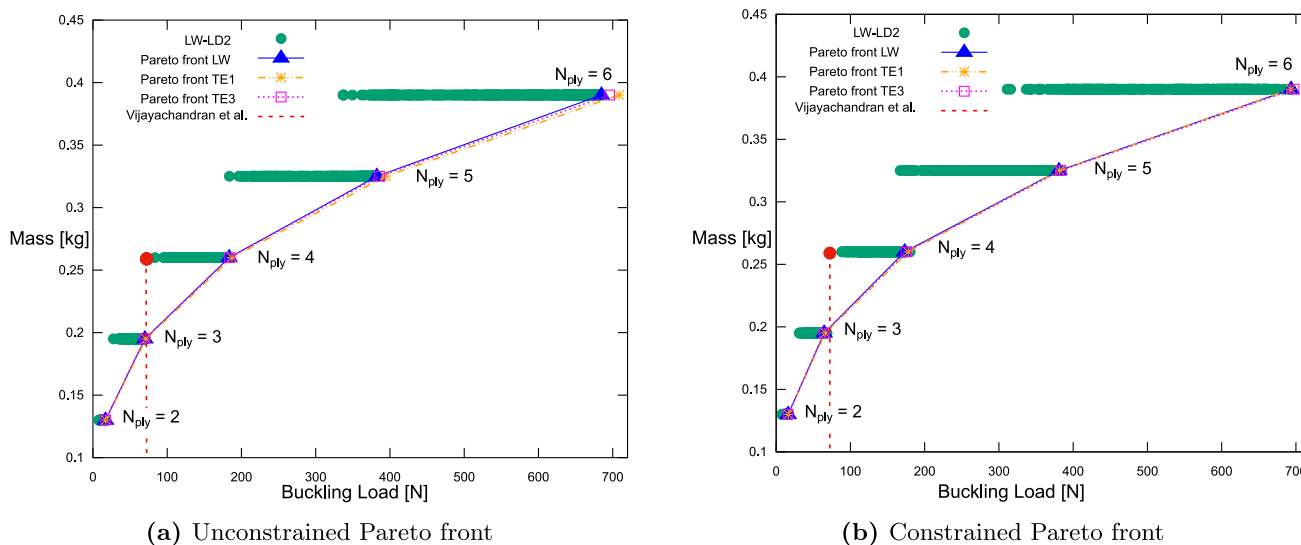 0.45
0.4
0.35
0.3
Mass [kg]
0.25
0.2
0.15
0.1
LW-LD2
Pareto front LW
Pareto front TE1
Pareto front TE3
Vijayachandran et al.
N_ply = 6
N_ply = 5
N_ply = 4
N_ply = 3
N_ply = 2
0 100 200 300 400 500 600 700
Buckling Load [N]
(a) Unconstrained Pareto front
0.45
0.4
0.35
0.3
Mass [kg]
0.25
0.2
0.15
0.1
LW-LD2
Pareto front LW
Pareto front TE1
Pareto front TE3
Vijayachandran et al.
N_ply = 6
N_ply = 5
N_ply = 4
N_ply = 3
N_ply = 2
0 100 200 300 400 500 600 700
Buckling Load [N]
(b) Constrained Pareto front